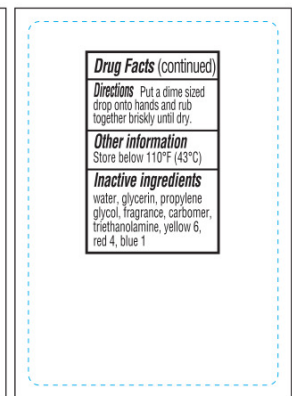 Drug Facts (continued)
Directions Put a dime sized
drop onto hands and rub
together briskly until dry.
Other information
Store below 110°F (43°C)
Inactive ingredients
water, glycerin, propylene
glycol, fragrance, carbomer,
triethanolamine, yellow 6,
red 4, blue 1